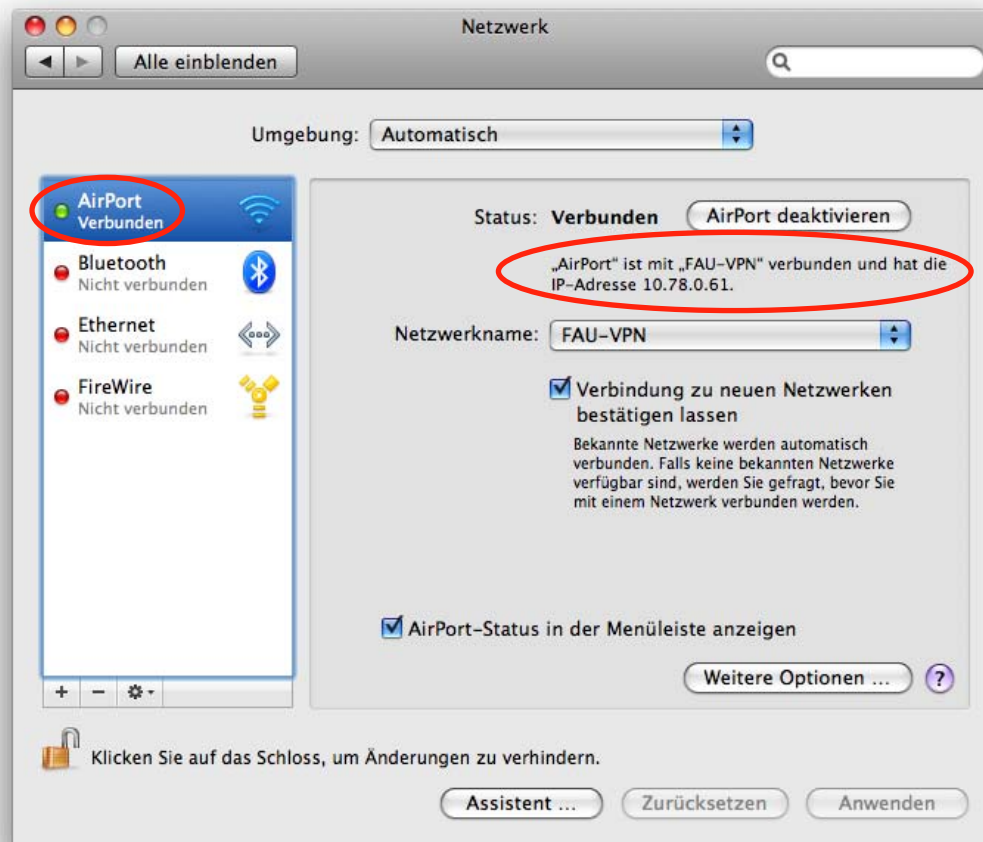 Netzwerk
Alle einblenden
Umgebung: Automatisch
AirPort
Verbunden
Bluetooth
Nicht verbunden
Ethernet
Nicht verbunden
FireWire
Nicht verbunden
Status: Verbunden AirPort deaktivieren
„AirPort“ ist mit „FAU-VPN“ verbunden und hat die
IP-Adresse 10.78.0.61.
Netzwerkname: FAU-VPN
Verbindung zu neuen Netzwerken
bestätigen lassen
Bekannte Netzwerke werden automatisch
verbunden. Falls keine bekannten Netzwerke
verfügbar sind, werden Sie gefragt, bevor Sie
mit einem Netzwerk verbunden werden.
AirPort-Status in der Menüleiste anzeigen
Weitere Optionen ... ?
Klicken Sie auf das Schloss, um Änderungen zu verhindern.
Assistent ... Zurücksetzen Anwenden